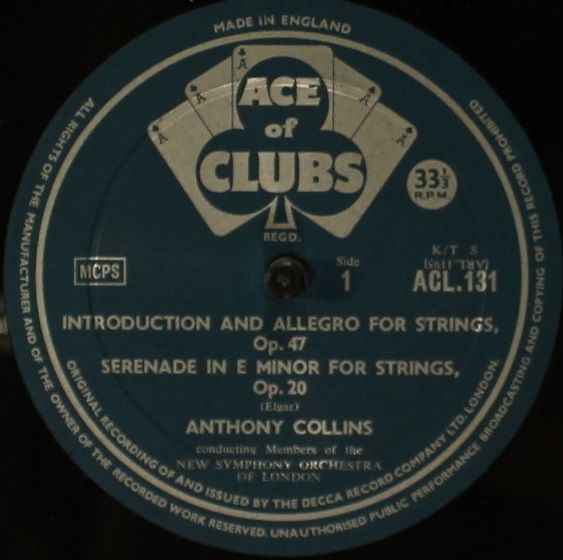 MADE IN ENGLAND
ALL RIGHTS OF THE MANUFACTURER AND OF THE OWNER OF THE RECORDED WORK RESERVED. UNAUTHORISED PUBLIC PERFORMANCE BROADCASTING AND COPYING OF THIS RECORD PROHIBITED
A A A A
ACE
of
CLUBS
REGD.
33⅓
R.P.M.
MCPS
Side
1
K/T S
[ARL.1195]
ACL.131
INTRODUCTION AND ALLEGRO FOR STRINGS,
Op. 47
SERENADE IN E MINOR FOR STRINGS,
Op. 20
(Elgar)
ANTHONY COLLINS
conducting Members of the
NEW SYMPHONY ORCHESTRA
OF LONDON
ORIGINAL RECORDING OF AND ISSUED BY THE DECCA RECORD COMPANY LTD. LONDON.